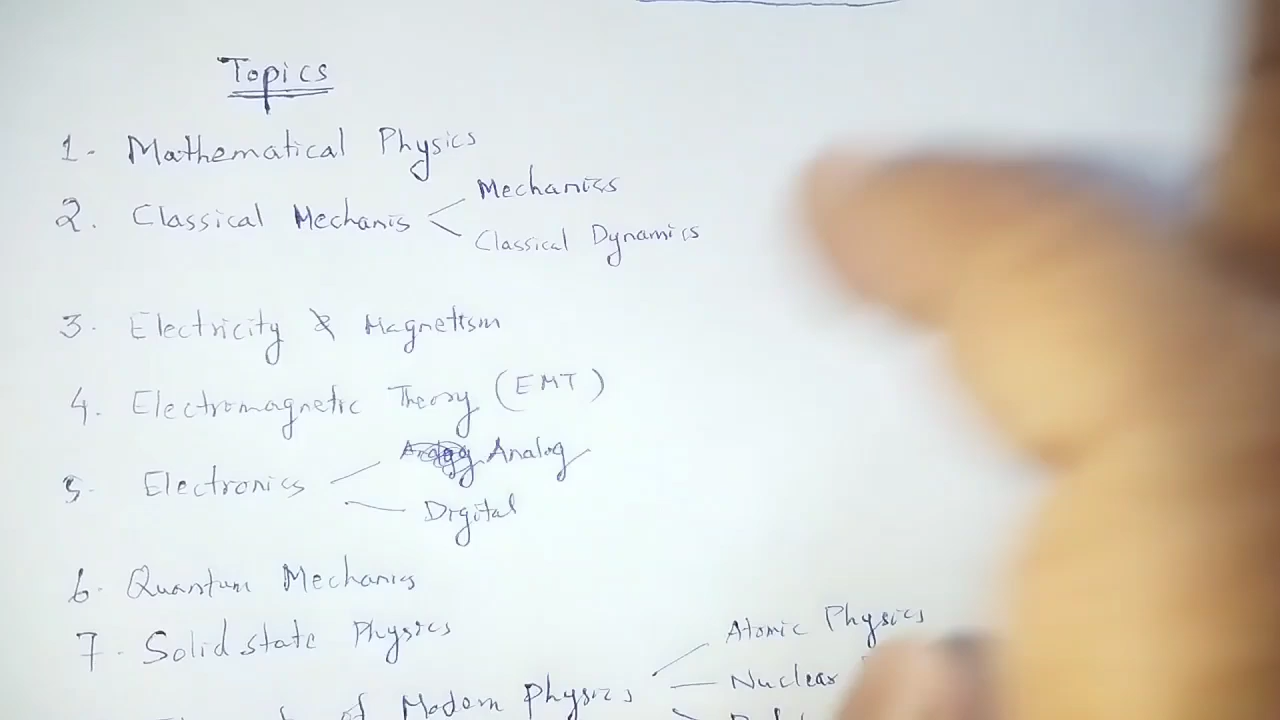 Topics
1. Mathematical Physics
2. Classical Mechanis
Mechanics
Classical Dynamics
3. Electricity & Magnetism
4. Electromagnetic Theory (EMT)
5. Electronics
Analog
Digital
6. Quantum Mechanics
7. Solid state Physics
of Modern Physics
Atomic Physics
Nuclear